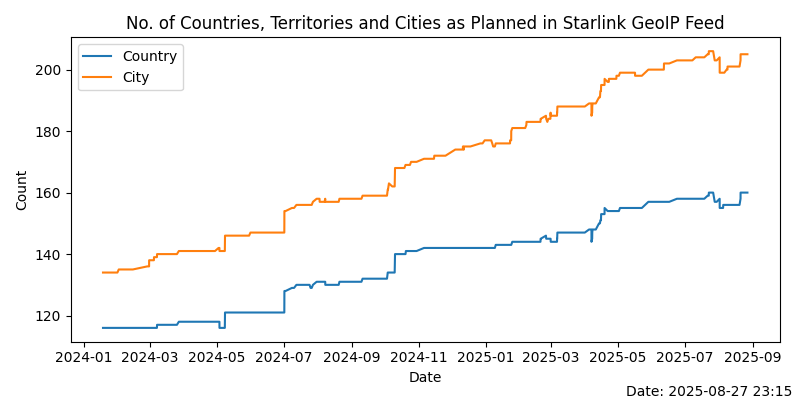 No. of Countries, Territories and Cities as Planned in Starlink GeoIP Feed
Country
City
200
180
160
140
120
Count
2024-01 2024-03 2024-05 2024-07 2024-09 2024-11 2025-01 2025-03 2025-05 2025-07 2025-09
Date
Date: 2025-08-27 23:15